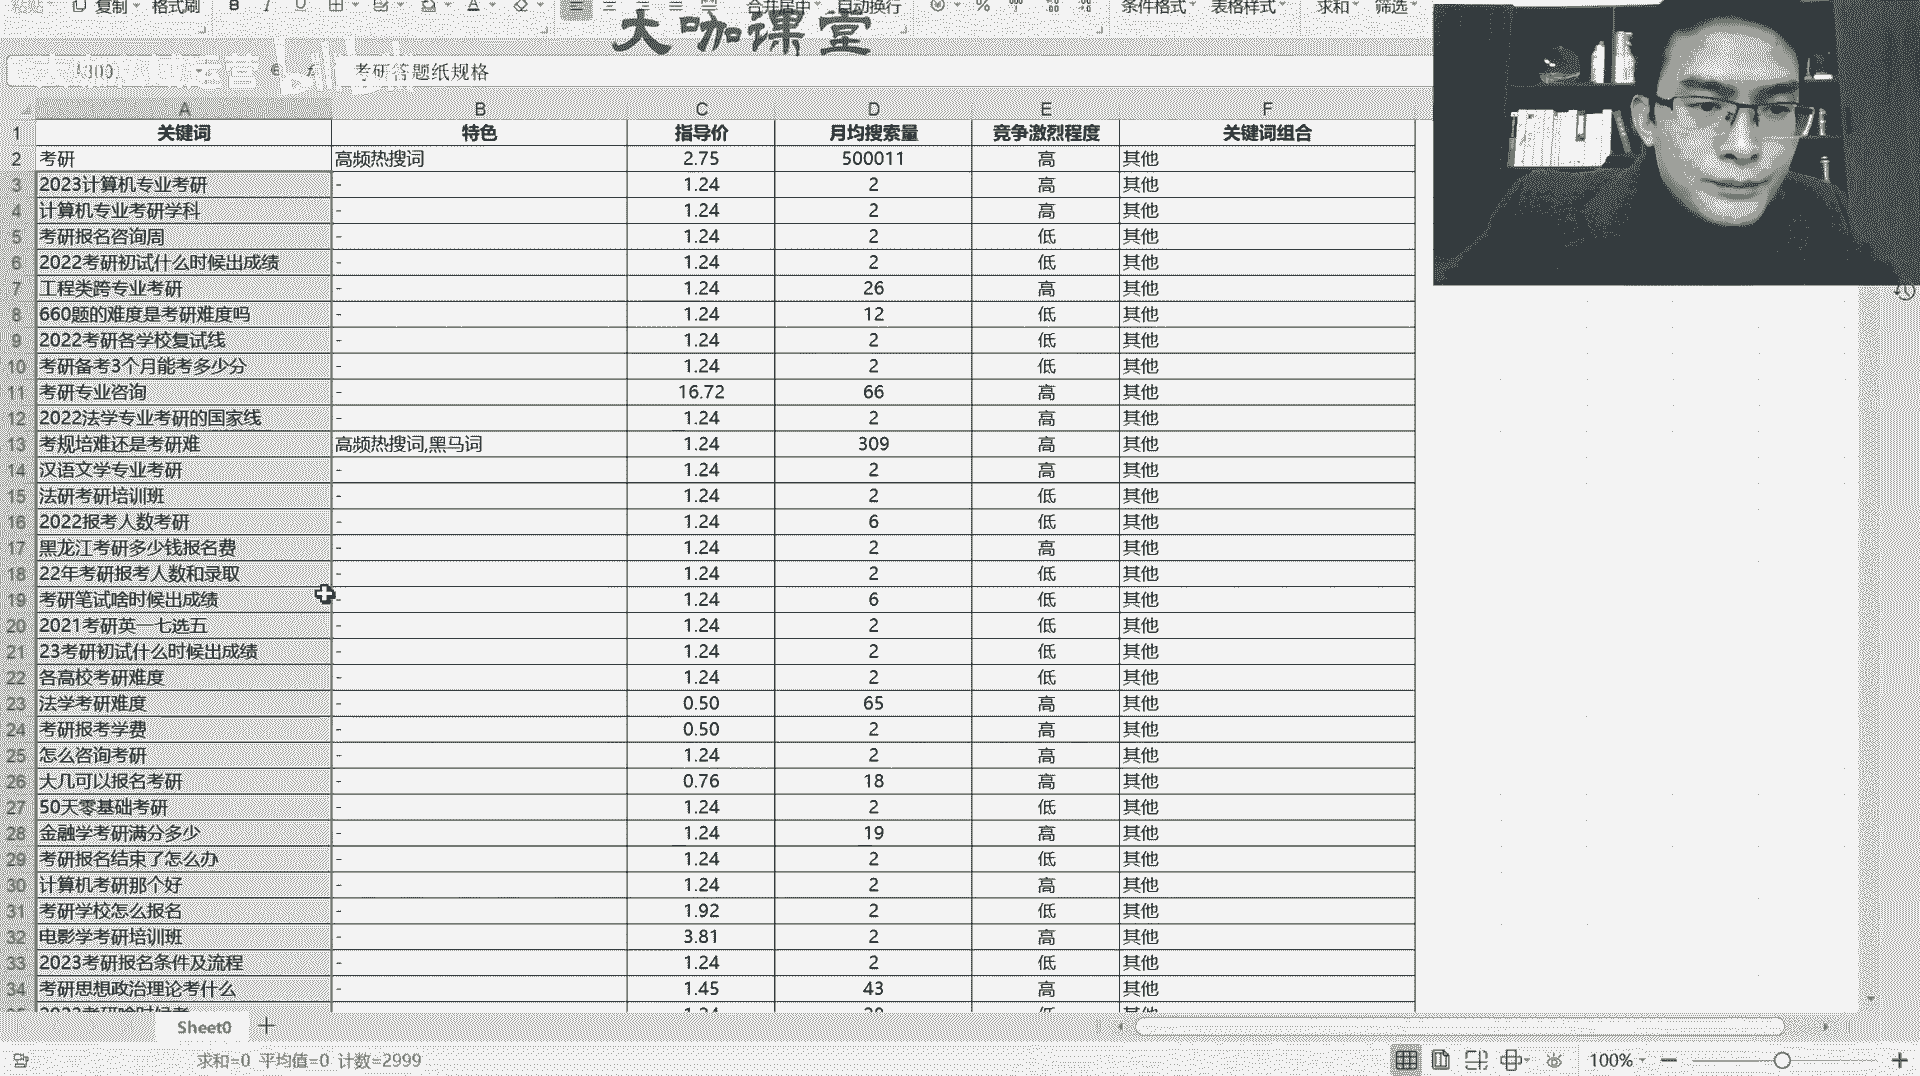 复制 格式刷 B I U A 合并居中 自动换行 % 条件格式 表格样式 求和 筛选
大咖课堂
bilibili
考研答题纸规格
A B C D E F
1 关键词 特色 指导价 月均搜索量 竞争激烈程度 关键词组合
2 考研 高频热搜词 2.75 500011 高 其他
3 2023计算机专业考研 - 1.24 2 高 其他
4 计算机专业考研学科 - 1.24 2 高 其他
5 考研报名咨询周 - 1.24 2 低 其他
6 2022考研初试什么时候出成绩 - 1.24 2 低 其他
7 工程类跨专业考研 - 1.24 26 高 其他
8 660题的难度是考研难度吗 - 1.24 12 低 其他
9 2022考研各学校复试线 - 1.24 2 低 其他
10 考研备考3个月能考多少分 - 1.24 2 低 其他
11 考研专业咨询 - 16.72 66 高 其他
12 2022法学专业考研的国家线 - 1.24 2 高 其他
13 考规培难还是考研难 高频热搜词,黑马词 1.24 309 高 其他
14 汉语文学专业考研 - 1.24 2 高 其他
15 法研考研培训班 - 1.24 2 低 其他
16 2022报考人数考研 - 1.24 6 低 其他
17 黑龙江考研多少钱报名费 - 1.24 2 高 其他
18 22年考研报考人数和录取 - 1.24 2 低 其他
19 考研笔试啥时候出成绩 - 1.24 6 低 其他
20 2021考研英一七选五 - 1.24 2 低 其他
21 23考研初试什么时候出成绩 - 1.24 2 低 其他
22 各高校考研难度 - 1.24 2 低 其他
23 法学考研难度 - 0.50 65 高 其他
24 考研报考学费 - 0.50 2 高 其他
25 怎么咨询考研 - 1.24 2 高 其他
26 大几可以报名考研 - 0.76 18 高 其他
27 50天零基础考研 - 1.24 2 低 其他
28 金融学考研满分多少 - 1.24 19 高 其他
29 考研报名结束了怎么办 - 1.24 2 低 其他
30 计算机考研那个好 - 1.24 2 高 其他
31 考研学校怎么报名 - 1.92 2 低 其他
32 电影学考研培训班 - 3.81 2 高 其他
33 2023考研报名条件及流程 - 1.24 2 低 其他
34 考研思想政治理论考什么 - 1.45 43 高 其他
Sheet0
求和=0 平均值=0 计数=2999
100%